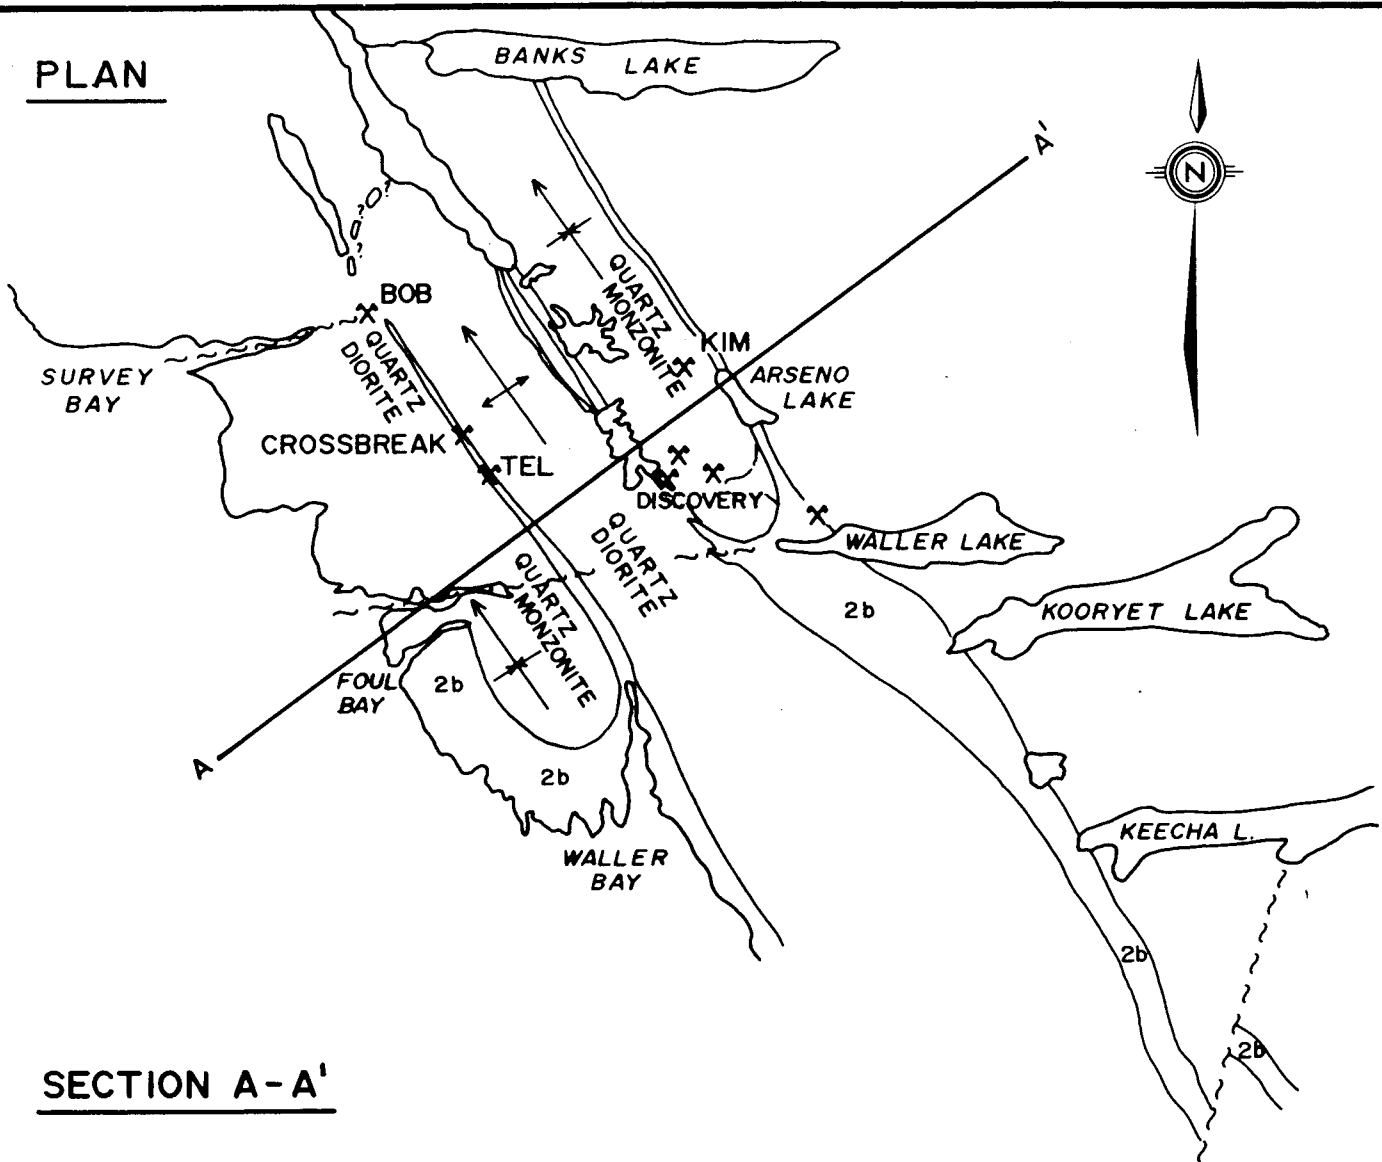 PLAN
BANKS LAKE
N
A'
QUARTZ
MONZONITE
BOB
KIM
SURVEY
BAY
QUARTZ
DIORITE
ARSENO
LAKE
CROSSBREAK
TEL
DISCOVERY
QUARTZ
DIORITE
WALLER LAKE
QUARTZ
MONZONITE
2b
KOORYET LAKE
FOUL
BAY
2b
A
2b
KEECHA L.
WALLER
BAY
2b
2b
SECTION A-A'
?
?
?